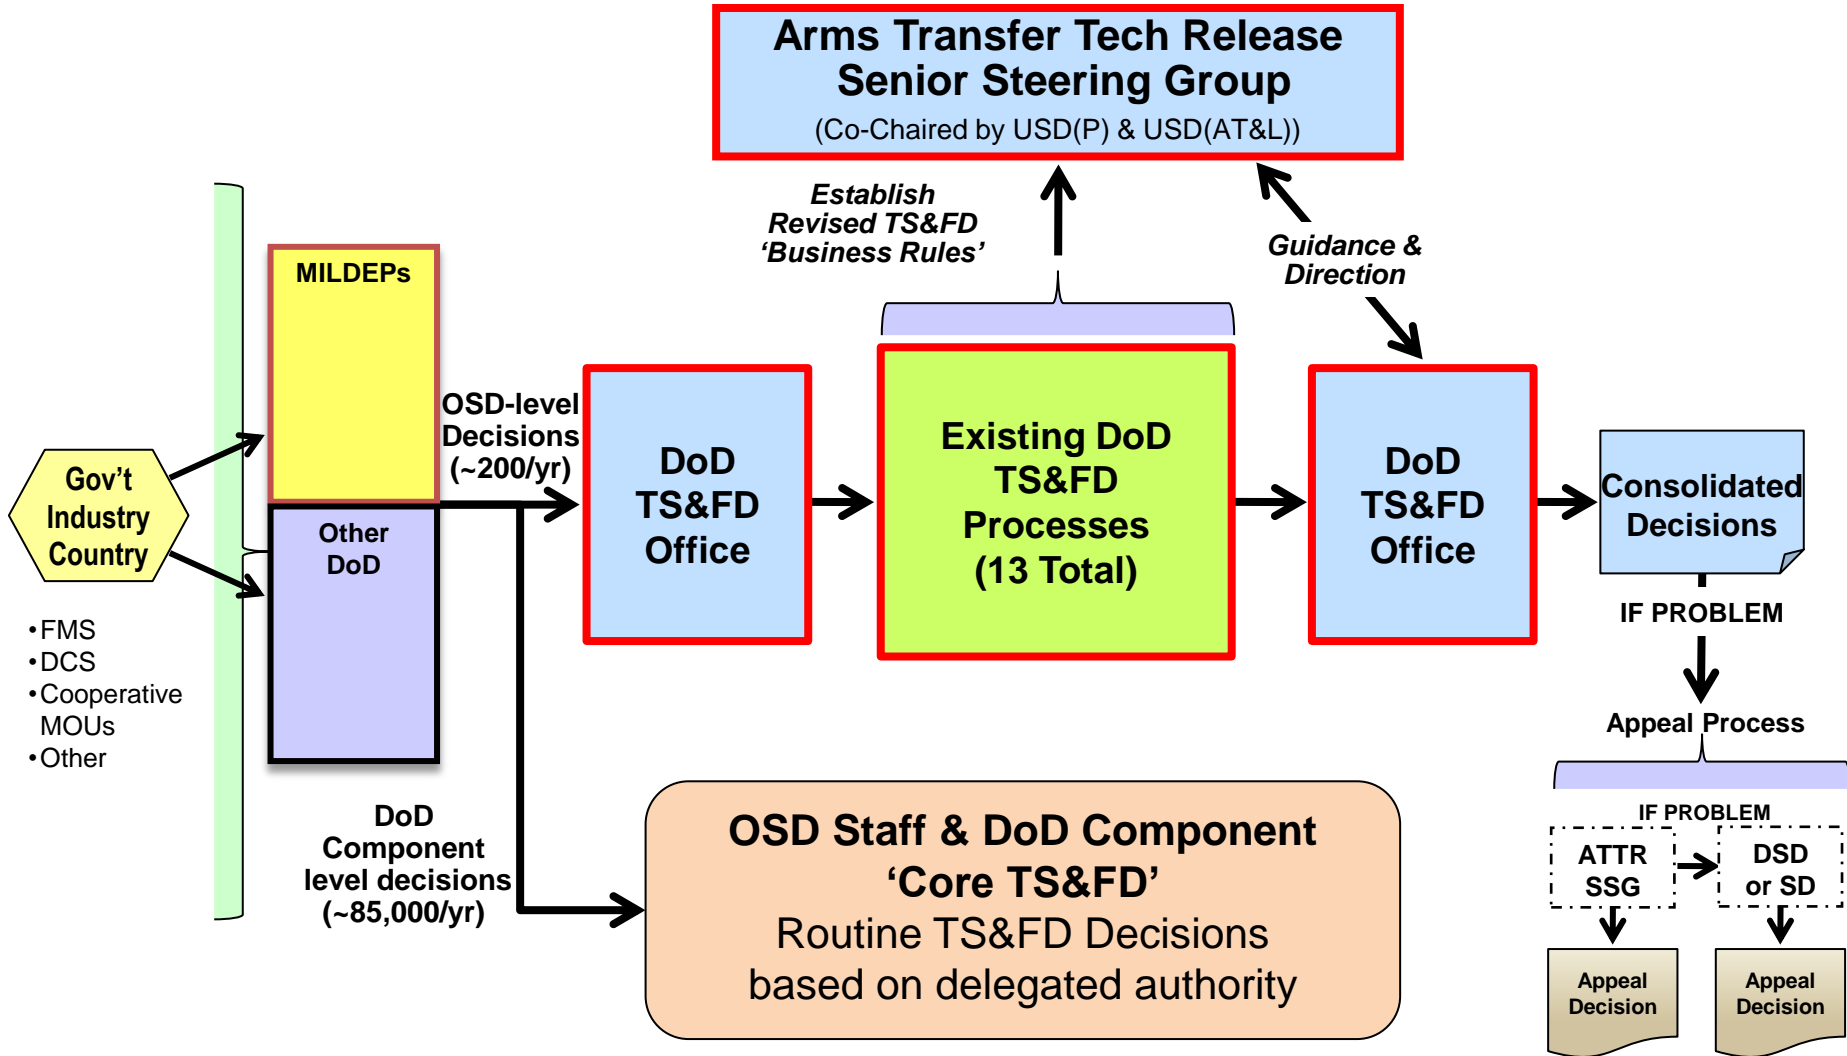 Arms Transfer Tech Release
Senior Steering Group
(Co-Chaired by USD(P) & USD(AT&L))
Establish
Revised TS&FD
‘Business Rules’
Guidance &
Direction
MILDEPs
Other
DoD
Gov’t
Industry
Country
•FMS
•DCS
•Cooperative
MOUs
•Other
OSD-level
Decisions
(~200/yr)
DoD
TS&FD
Office
Existing DoD
TS&FD
Processes
(13 Total)
DoD
TS&FD
Office
Consolidated
Decisions
IF PROBLEM
Appeal Process
IF PROBLEM
ATTR
SSG
DSD
or SD
Appeal
Decision
Appeal
Decision
DoD
Component
level decisions
(~85,000/yr)
OSD Staff & DoD Component
‘Core TS&FD’
Routine TS&FD Decisions
based on delegated authority